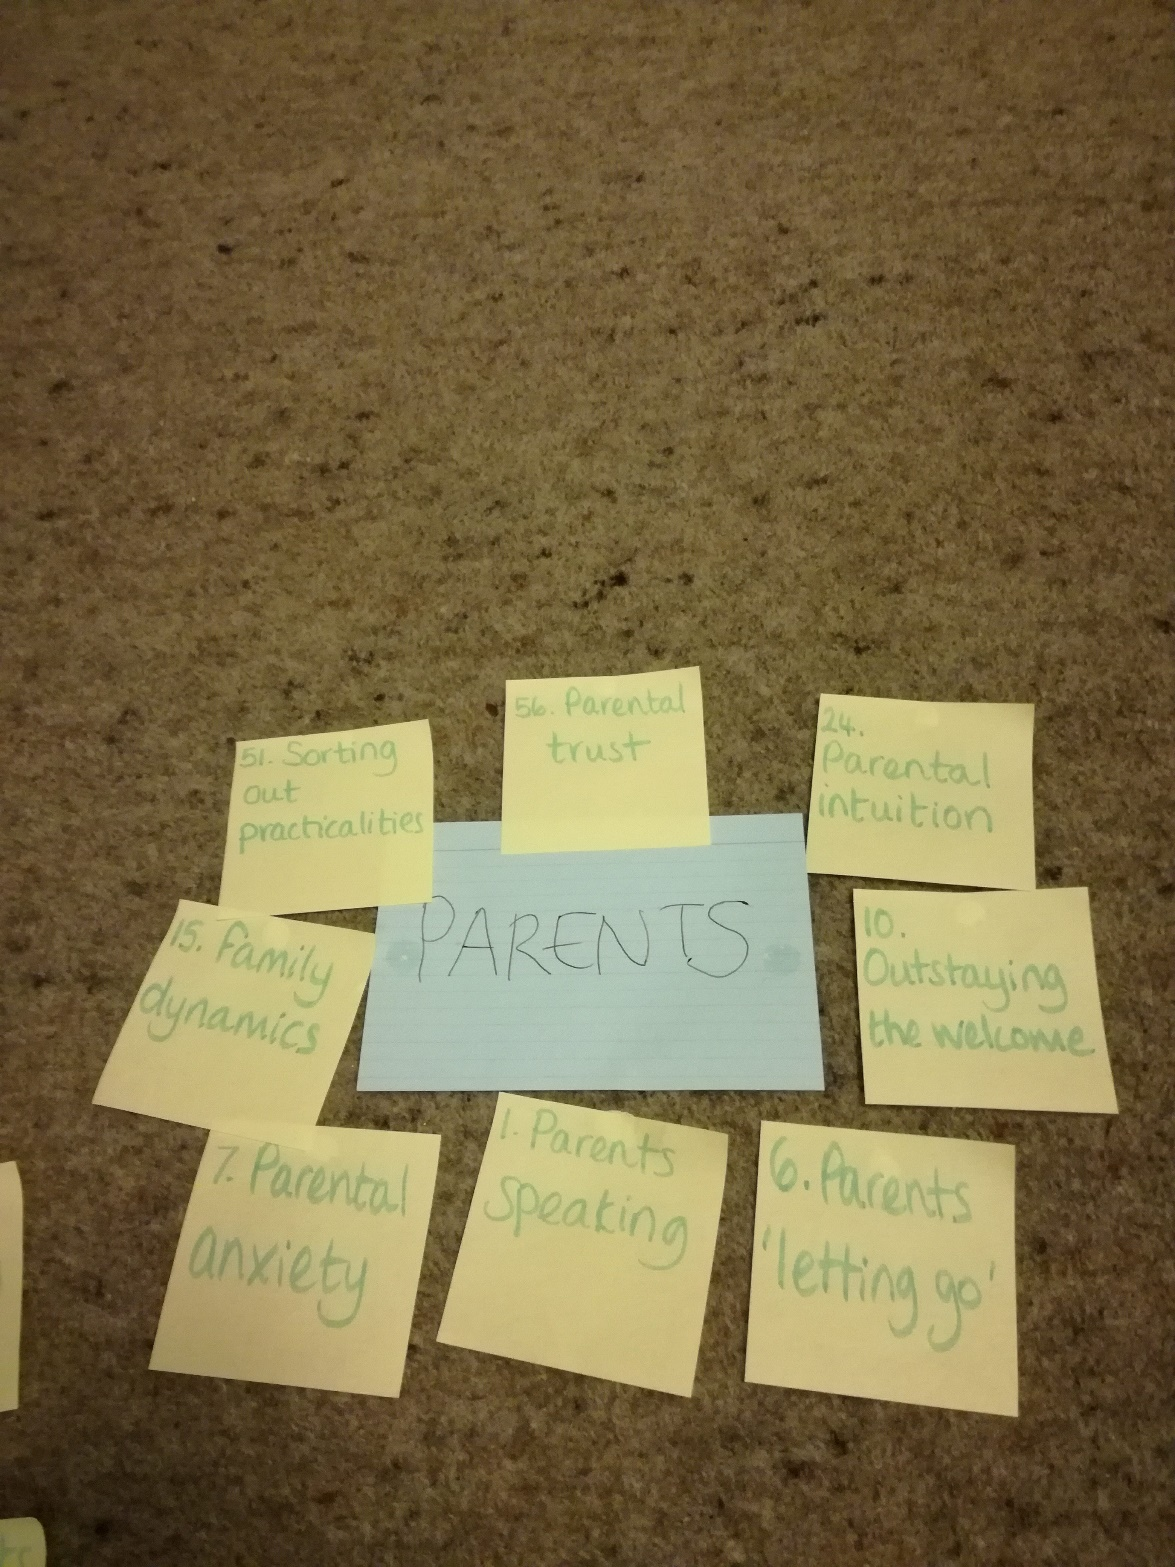 56. Parental
trust
51. Sorting
out
practicalities
24.
Parental
intuition
PARENTS
15. Family
dynamics
10.
Outstaying
the welcome
7. Parental
anxiety
1. Parents
speaking
6. Parents
'letting go'